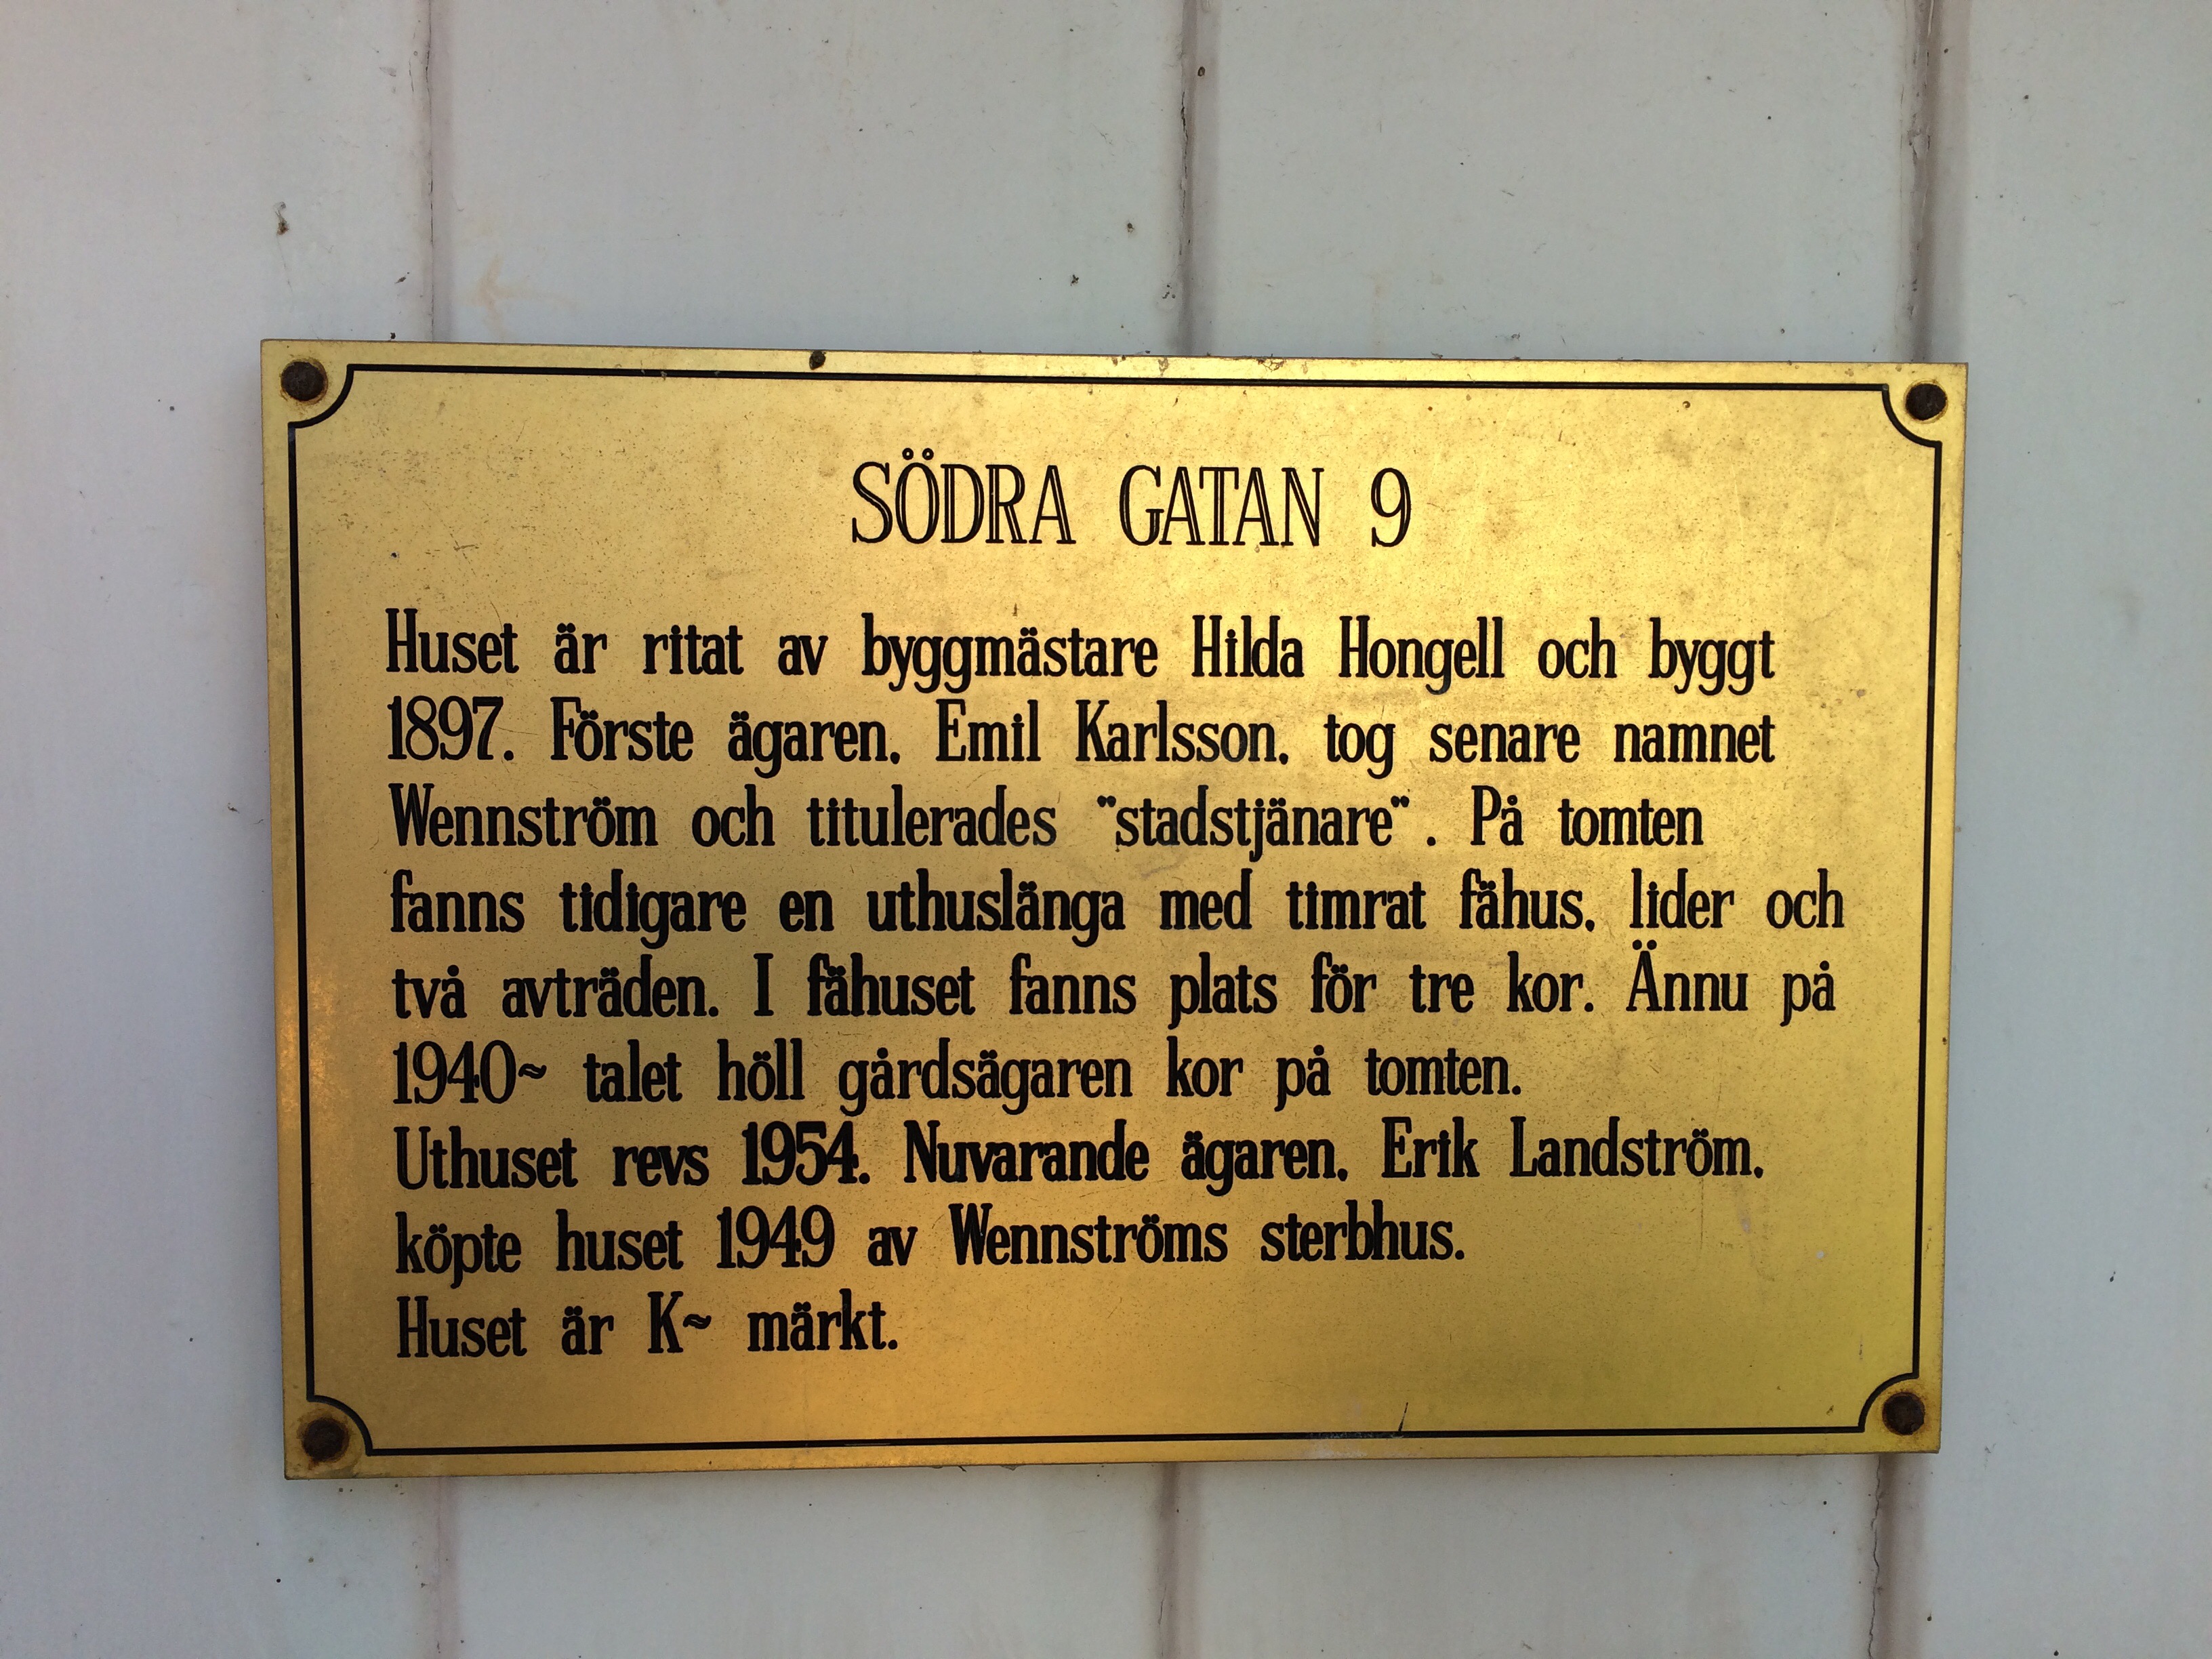 SÖDRA GATAN 9
Huset är ritat av byggmästare Hilda Hongell och byggt
1897. Förste ägaren, Emil Karlsson, tog senare namnet
Wennström och titulerades "stadstjänare". På tomten
fanns tidigare en uthuslänga med timrat fähus, lider och
två avträden. I fähuset fanns plats för tre kor. Ännu på
1940~ talet höll gårdsägaren kor på tomten.
Uthuset revs 1954. Nuvarande ägaren, Erik Landström,
köpte huset 1949 av Wennströms sterbhus.
Huset är K~ märkt.